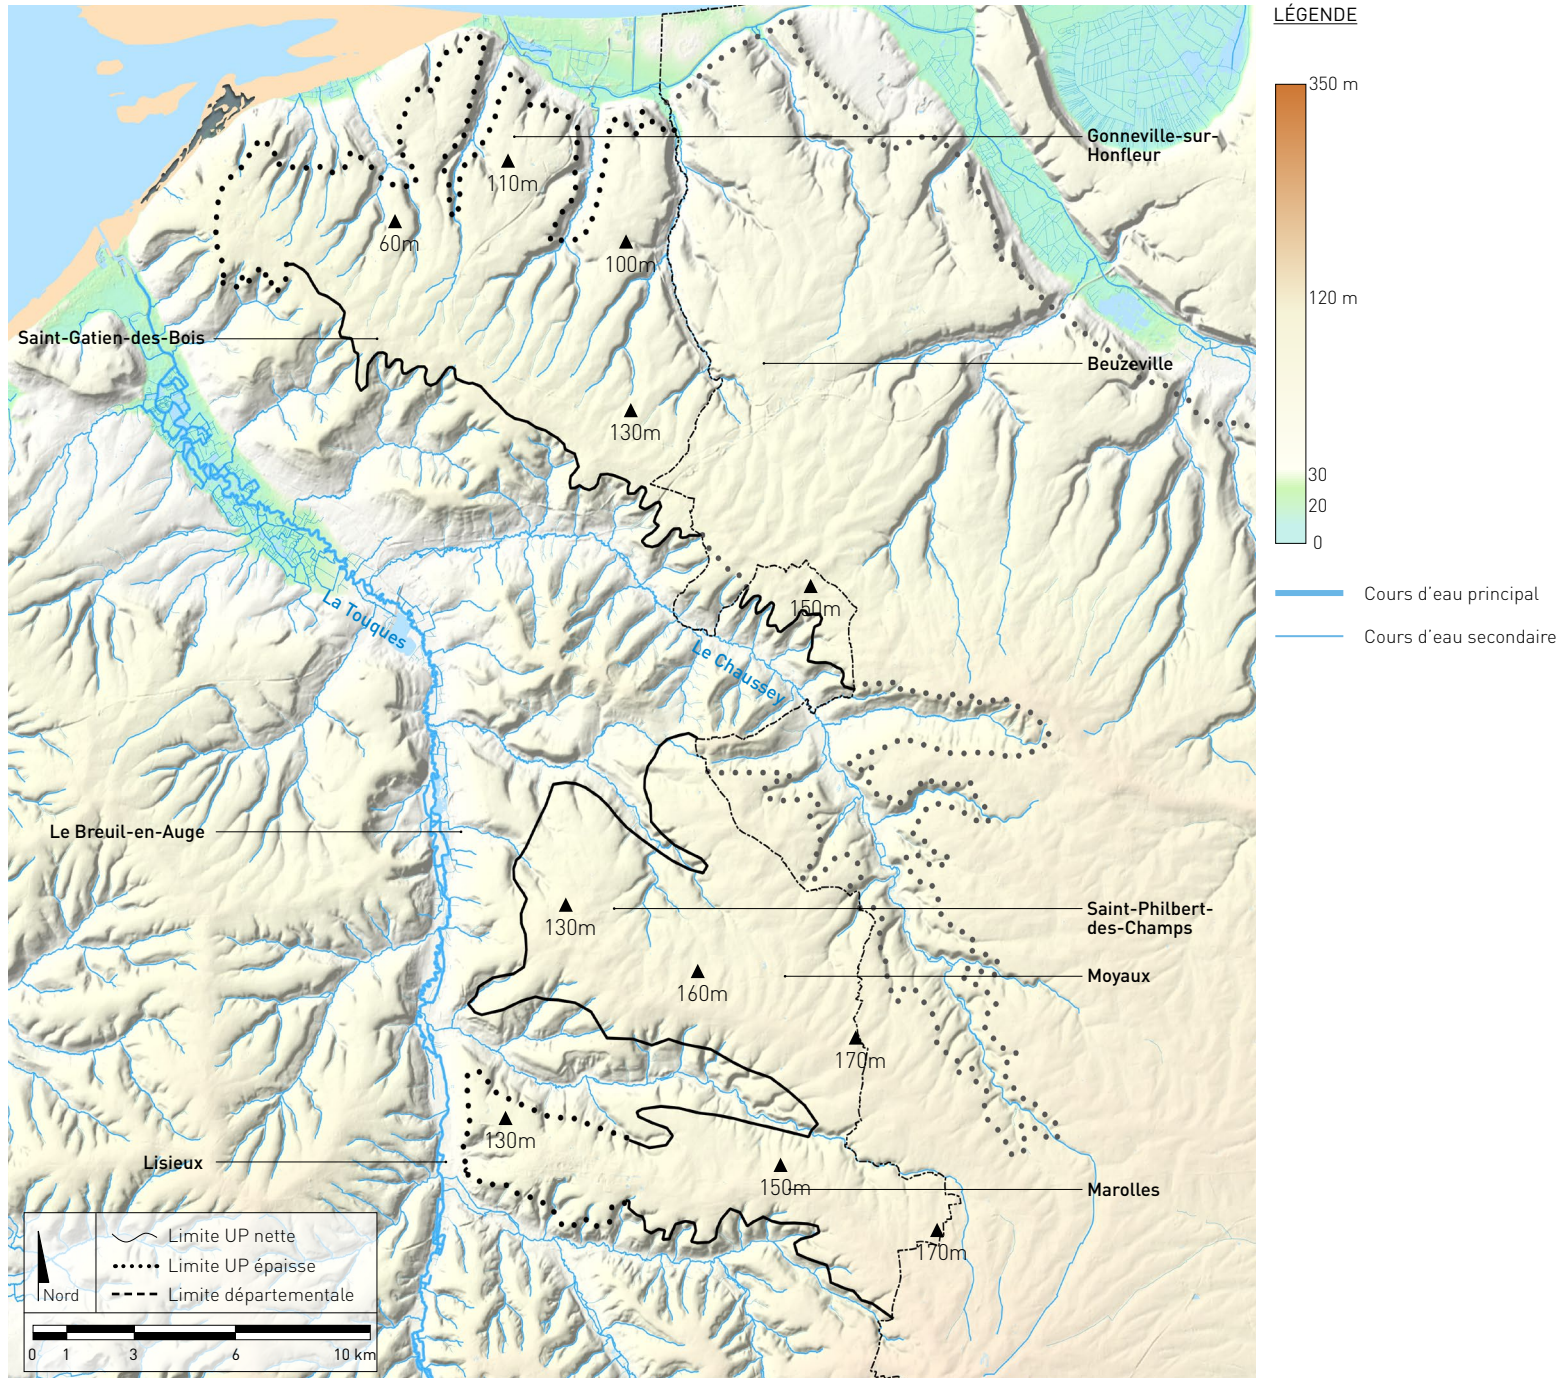 LÉGENDE
350 m
120 m
30
20
0
Cours d'eau principal
Cours d'eau secondaire
Gonneville-sur-
Honfleur
110m
60m
100m
Saint-Gatien-des-Bois
Beuzeville
130m
150m
La Touques
Le Chaussey
Le Breuil-en-Auge
Saint-Philbert-
des-Champs
130m
Moyaux
160m
170m
130m
Lisieux
150m
Marolles
170m
Limite UP nette
Limite UP épaisse
Limite départementale
Nord
0 1 3 6 10 km